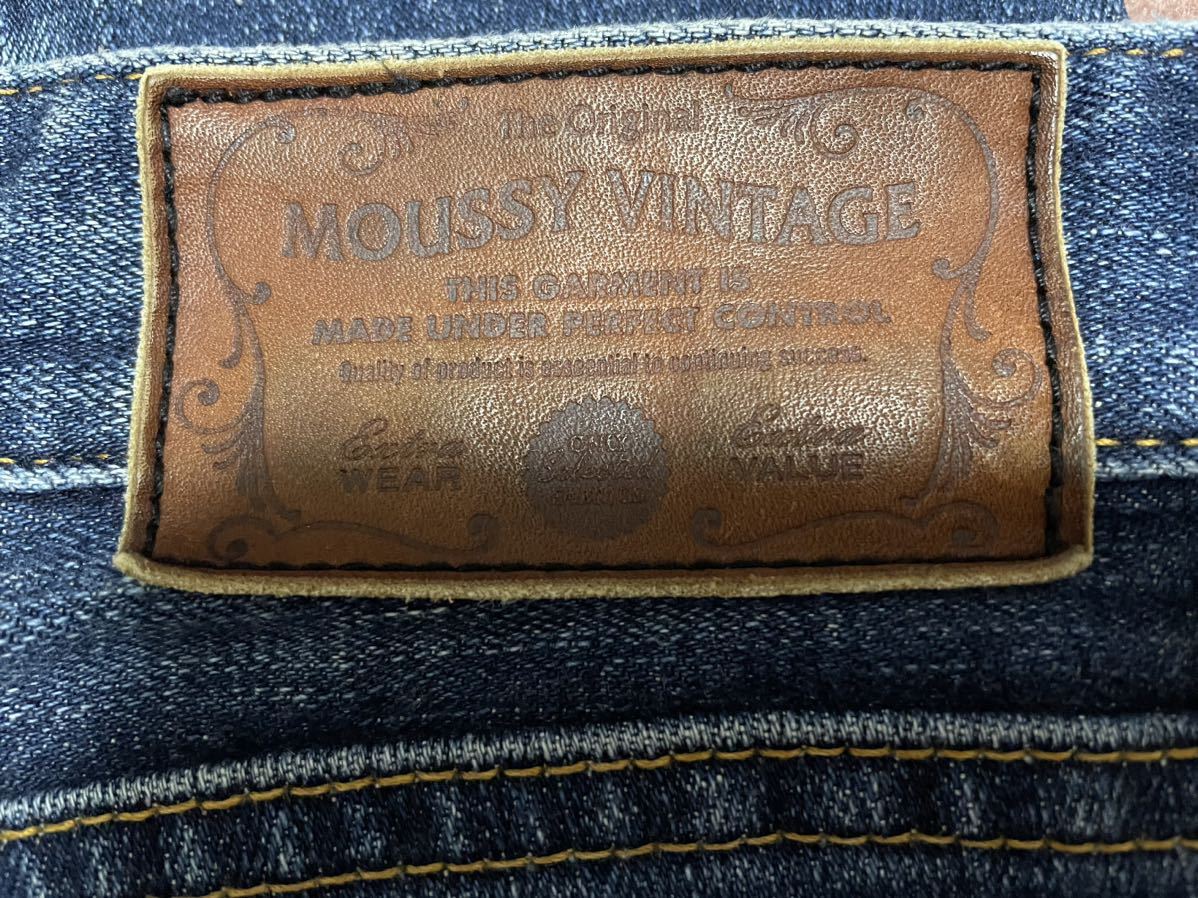 The Original
MOUSSY VINTAGE
THIS GARMENT IS
MADE UNDER PERFECT CONTROL
Quality of product is essecntial to continuing success.
Extra
WEAR
Extra
VALUE